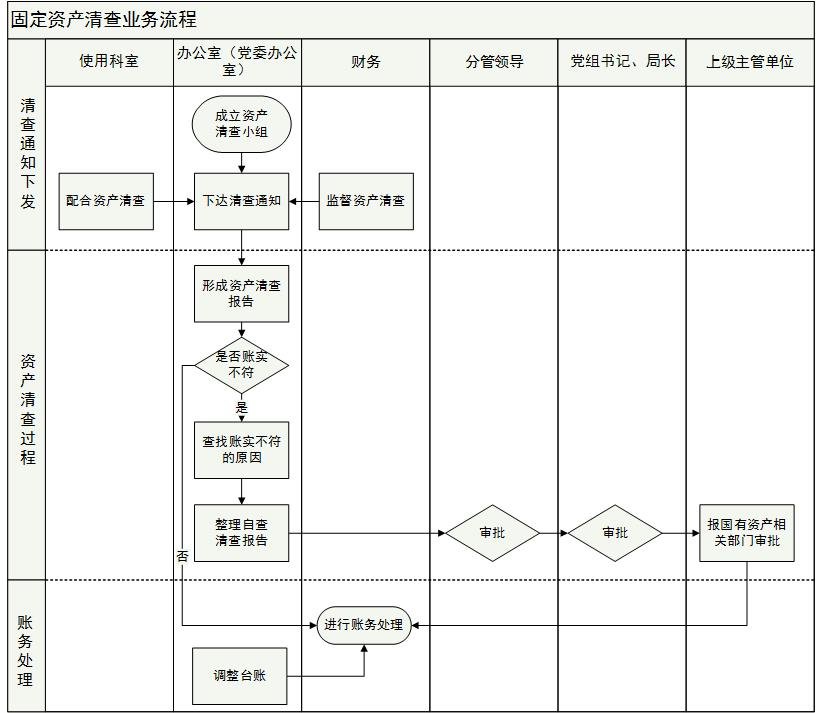 固定资产清查业务流程
使用科室
办公室（党委办公
室）
财务
分管领导
党组书记、局长
上级主管单位
清查通知下发
成立资产
清查小组
配合资产清查
下达清查通知
监督资产清查
资产清查过程
形成资产清查
报告
是否账实
不符
是
查找账实不符
的原因
整理自查
清查报告
审批
审批
报国有资产相
关部门审批
否
账务处理
进行账务处理
调整台账